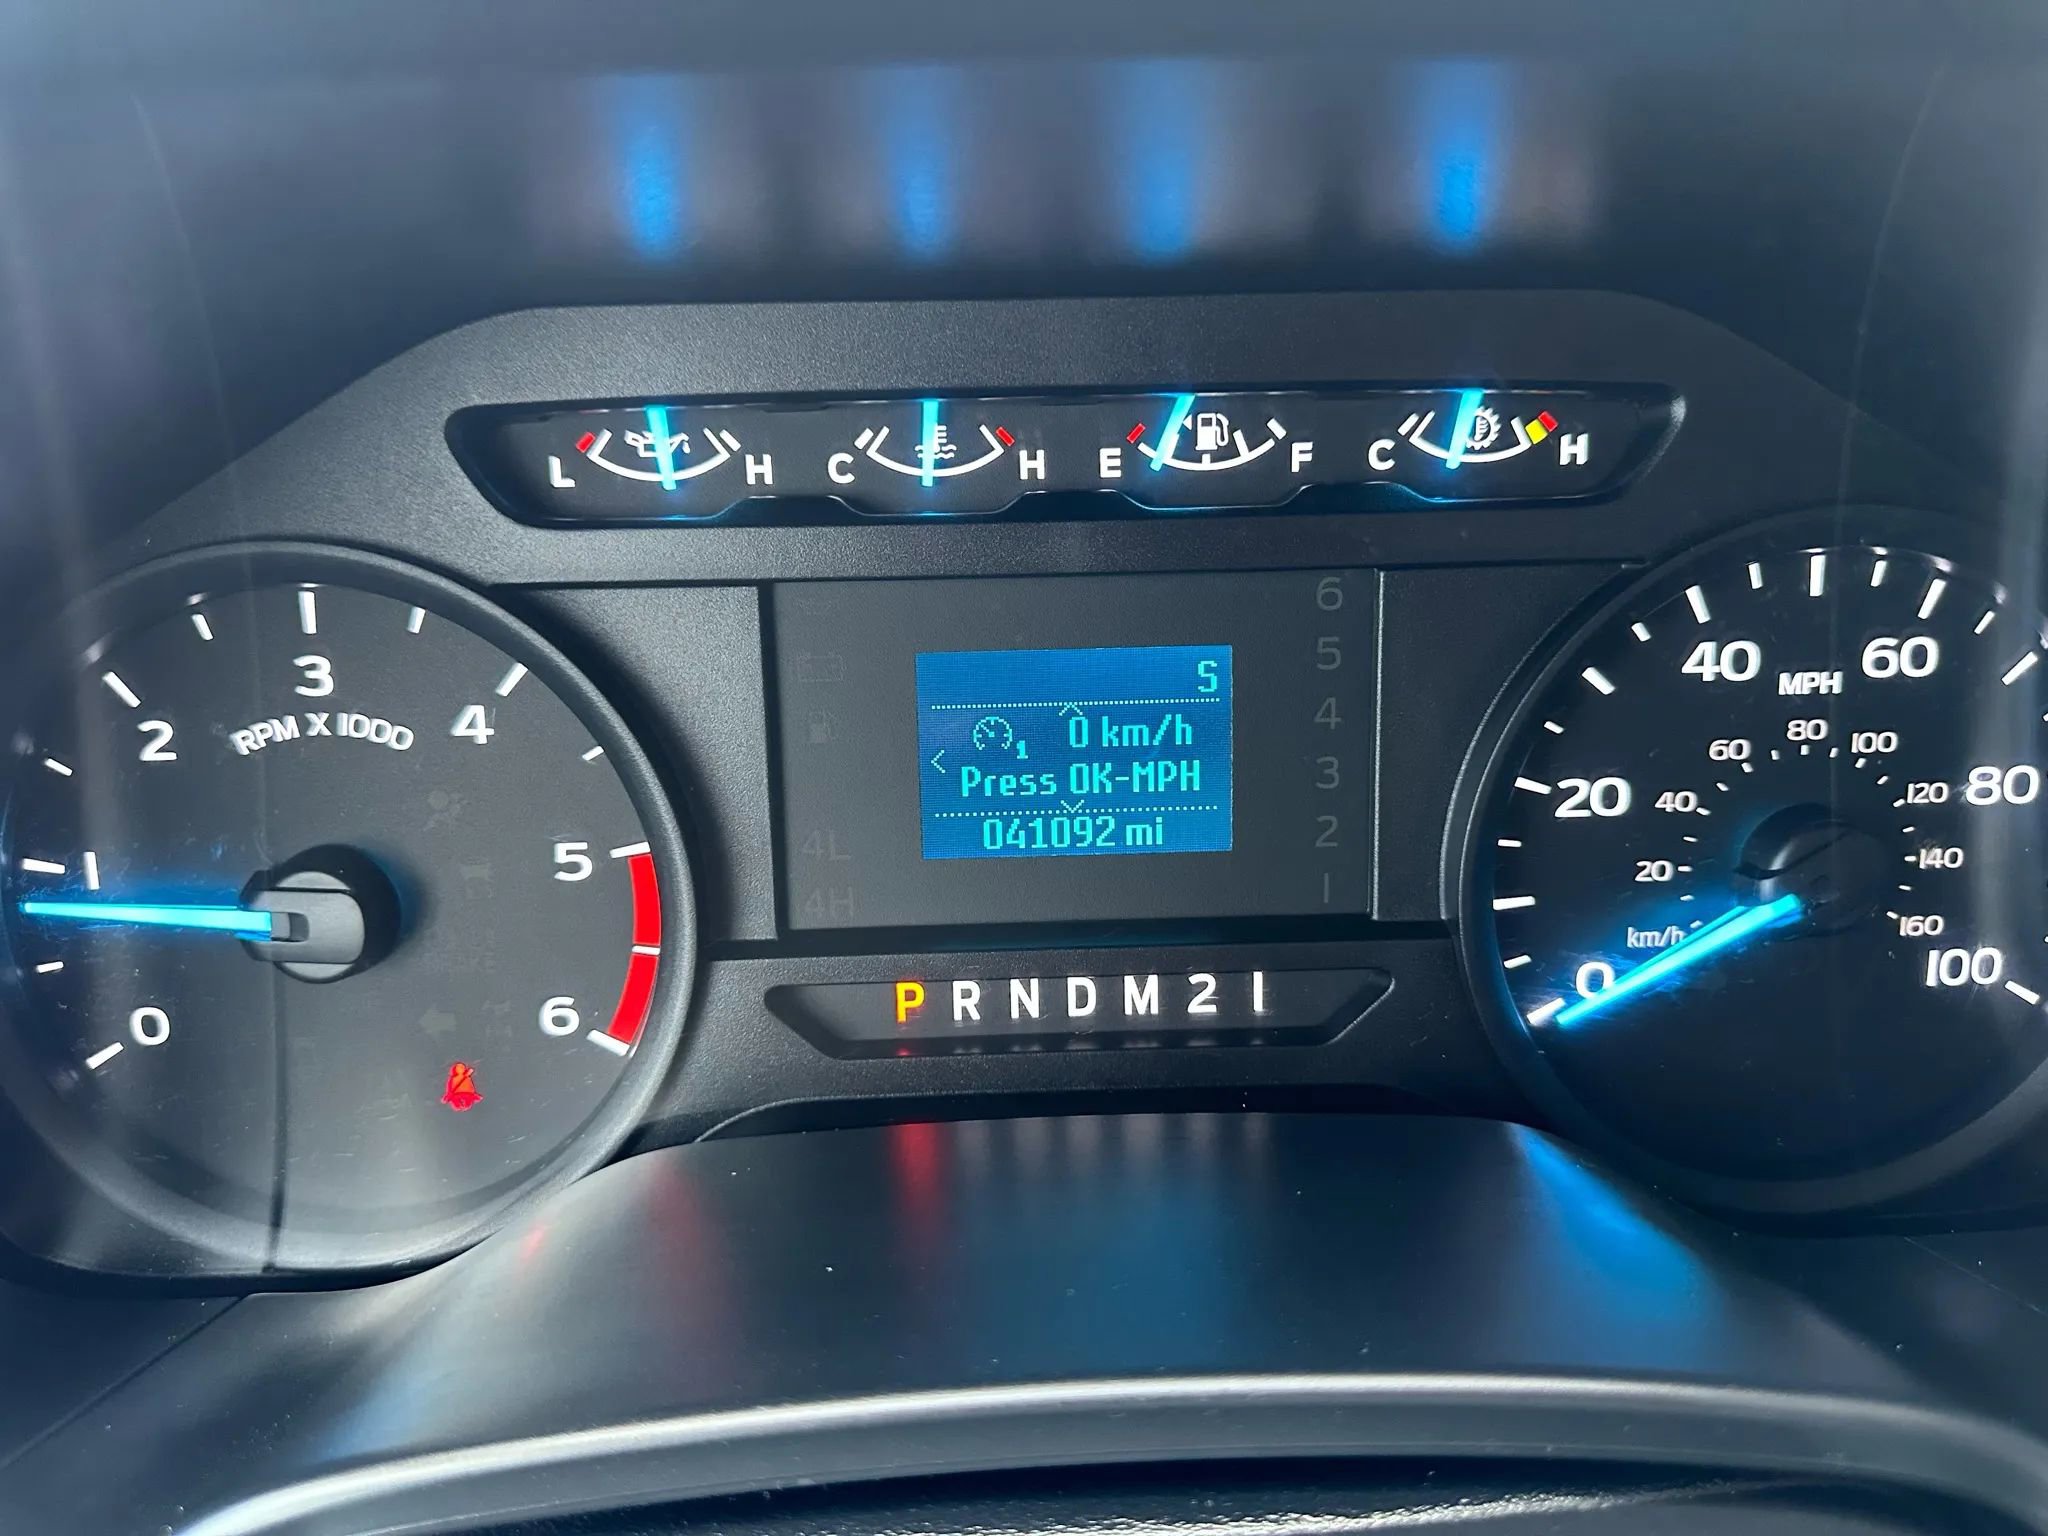 L H C H E F C H
3
RPM X 1000
2 4
1 5
0 6
6
5
4
3
2
1
4L
4H
S
1 0 km/h
Press OK-MPH
041092 mi
P R N D M 2 1
MPH
0 20 40 60 80 100
km/h
20 40 60 80 100 120 140 160